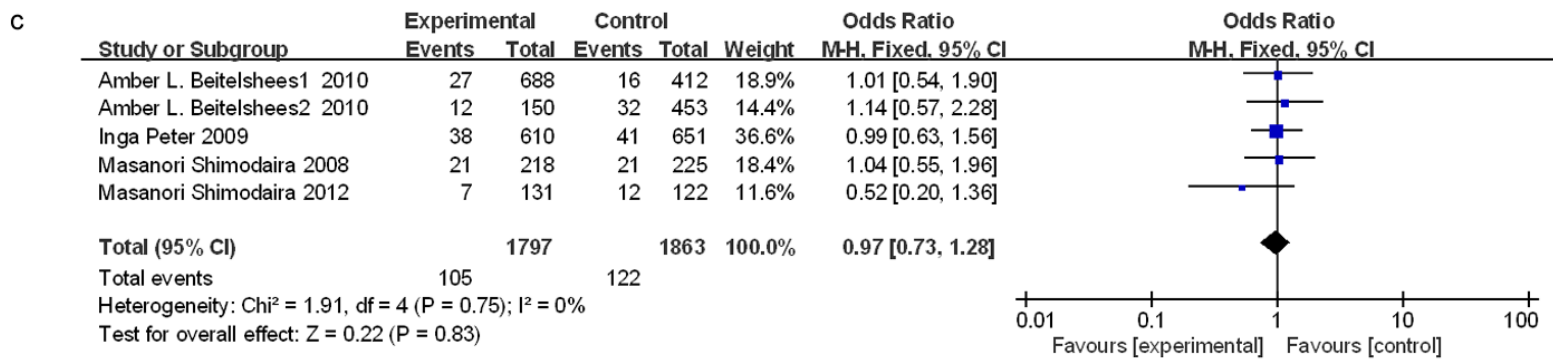 C
Experimental Control Odds Ratio Odds Ratio
Study or Subgroup Events Total Events Total Weight M-H, Fixed, 95% CI M-H, Fixed, 95% CI
Amber L. Beitelshees1 2010 27 688 16 412 18.9% 1.01 [0.54, 1.90]
Amber L. Beitelshees2 2010 12 150 32 453 14.4% 1.14 [0.57, 2.28]
Inga Peter 2009 38 610 41 651 36.6% 0.99 [0.63, 1.56]
Masanori Shimodaira 2008 21 218 21 225 18.4% 1.04 [0.55, 1.96]
Masanori Shimodaira 2012 7 131 12 122 11.6% 0.52 [0.20, 1.36]
Total (95% CI) 1797 1863 100.0% 0.97 [0.73, 1.28]
Total events 105 122
Heterogeneity: Chi² = 1.91, df = 4 (P = 0.75); I² = 0%
Test for overall effect: Z = 0.22 (P = 0.83)
0.01 0.1 1 10 100
Favours [experimental] Favours [control]